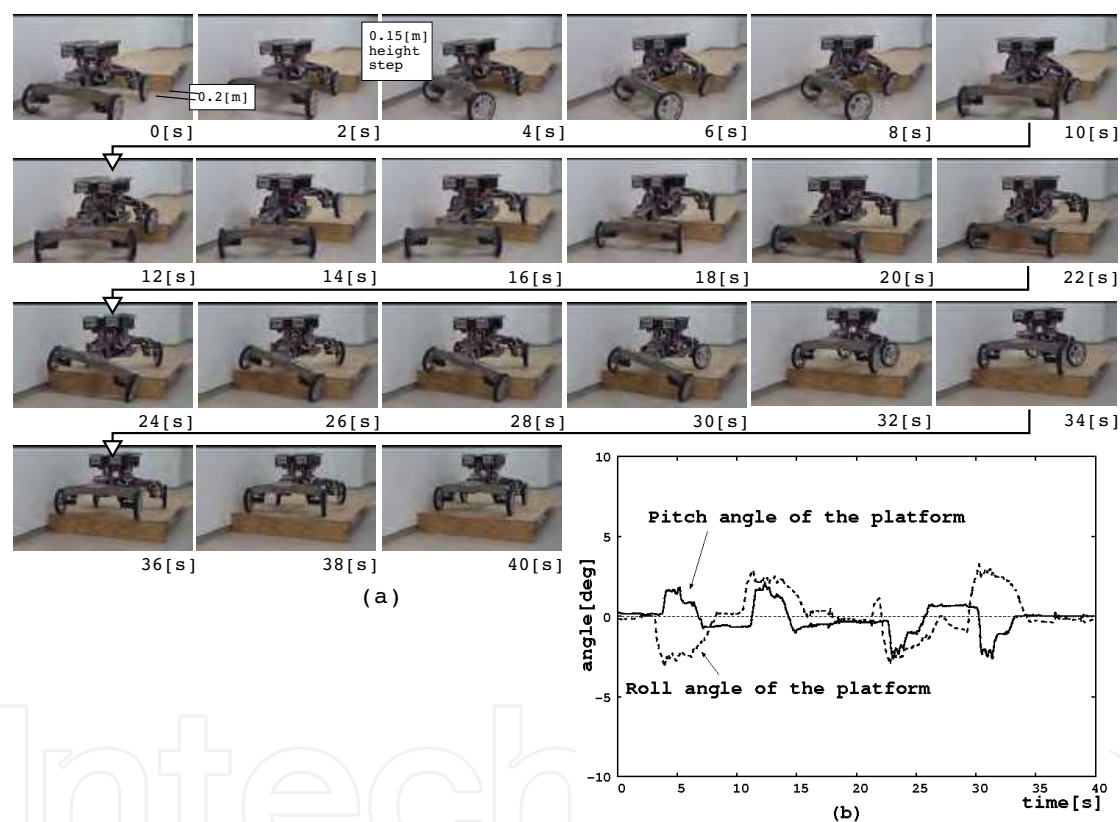 0.15[m]
height
step
0.2[m]
0[s] 2[s] 4[s] 6[s] 8[s] 10[s]
12[s] 14[s] 16[s] 18[s] 20[s] 22[s]
24[s] 26[s] 28[s] 30[s] 32[s] 34[s]
36[s] 38[s] 40[s]
(a)
10
5
0
-5
-10
angle[deg]
Pitch angle of the platform
Roll angle of the platform
0 5 10 15 20 25 30 35 40
time[s]
(b)
Intech